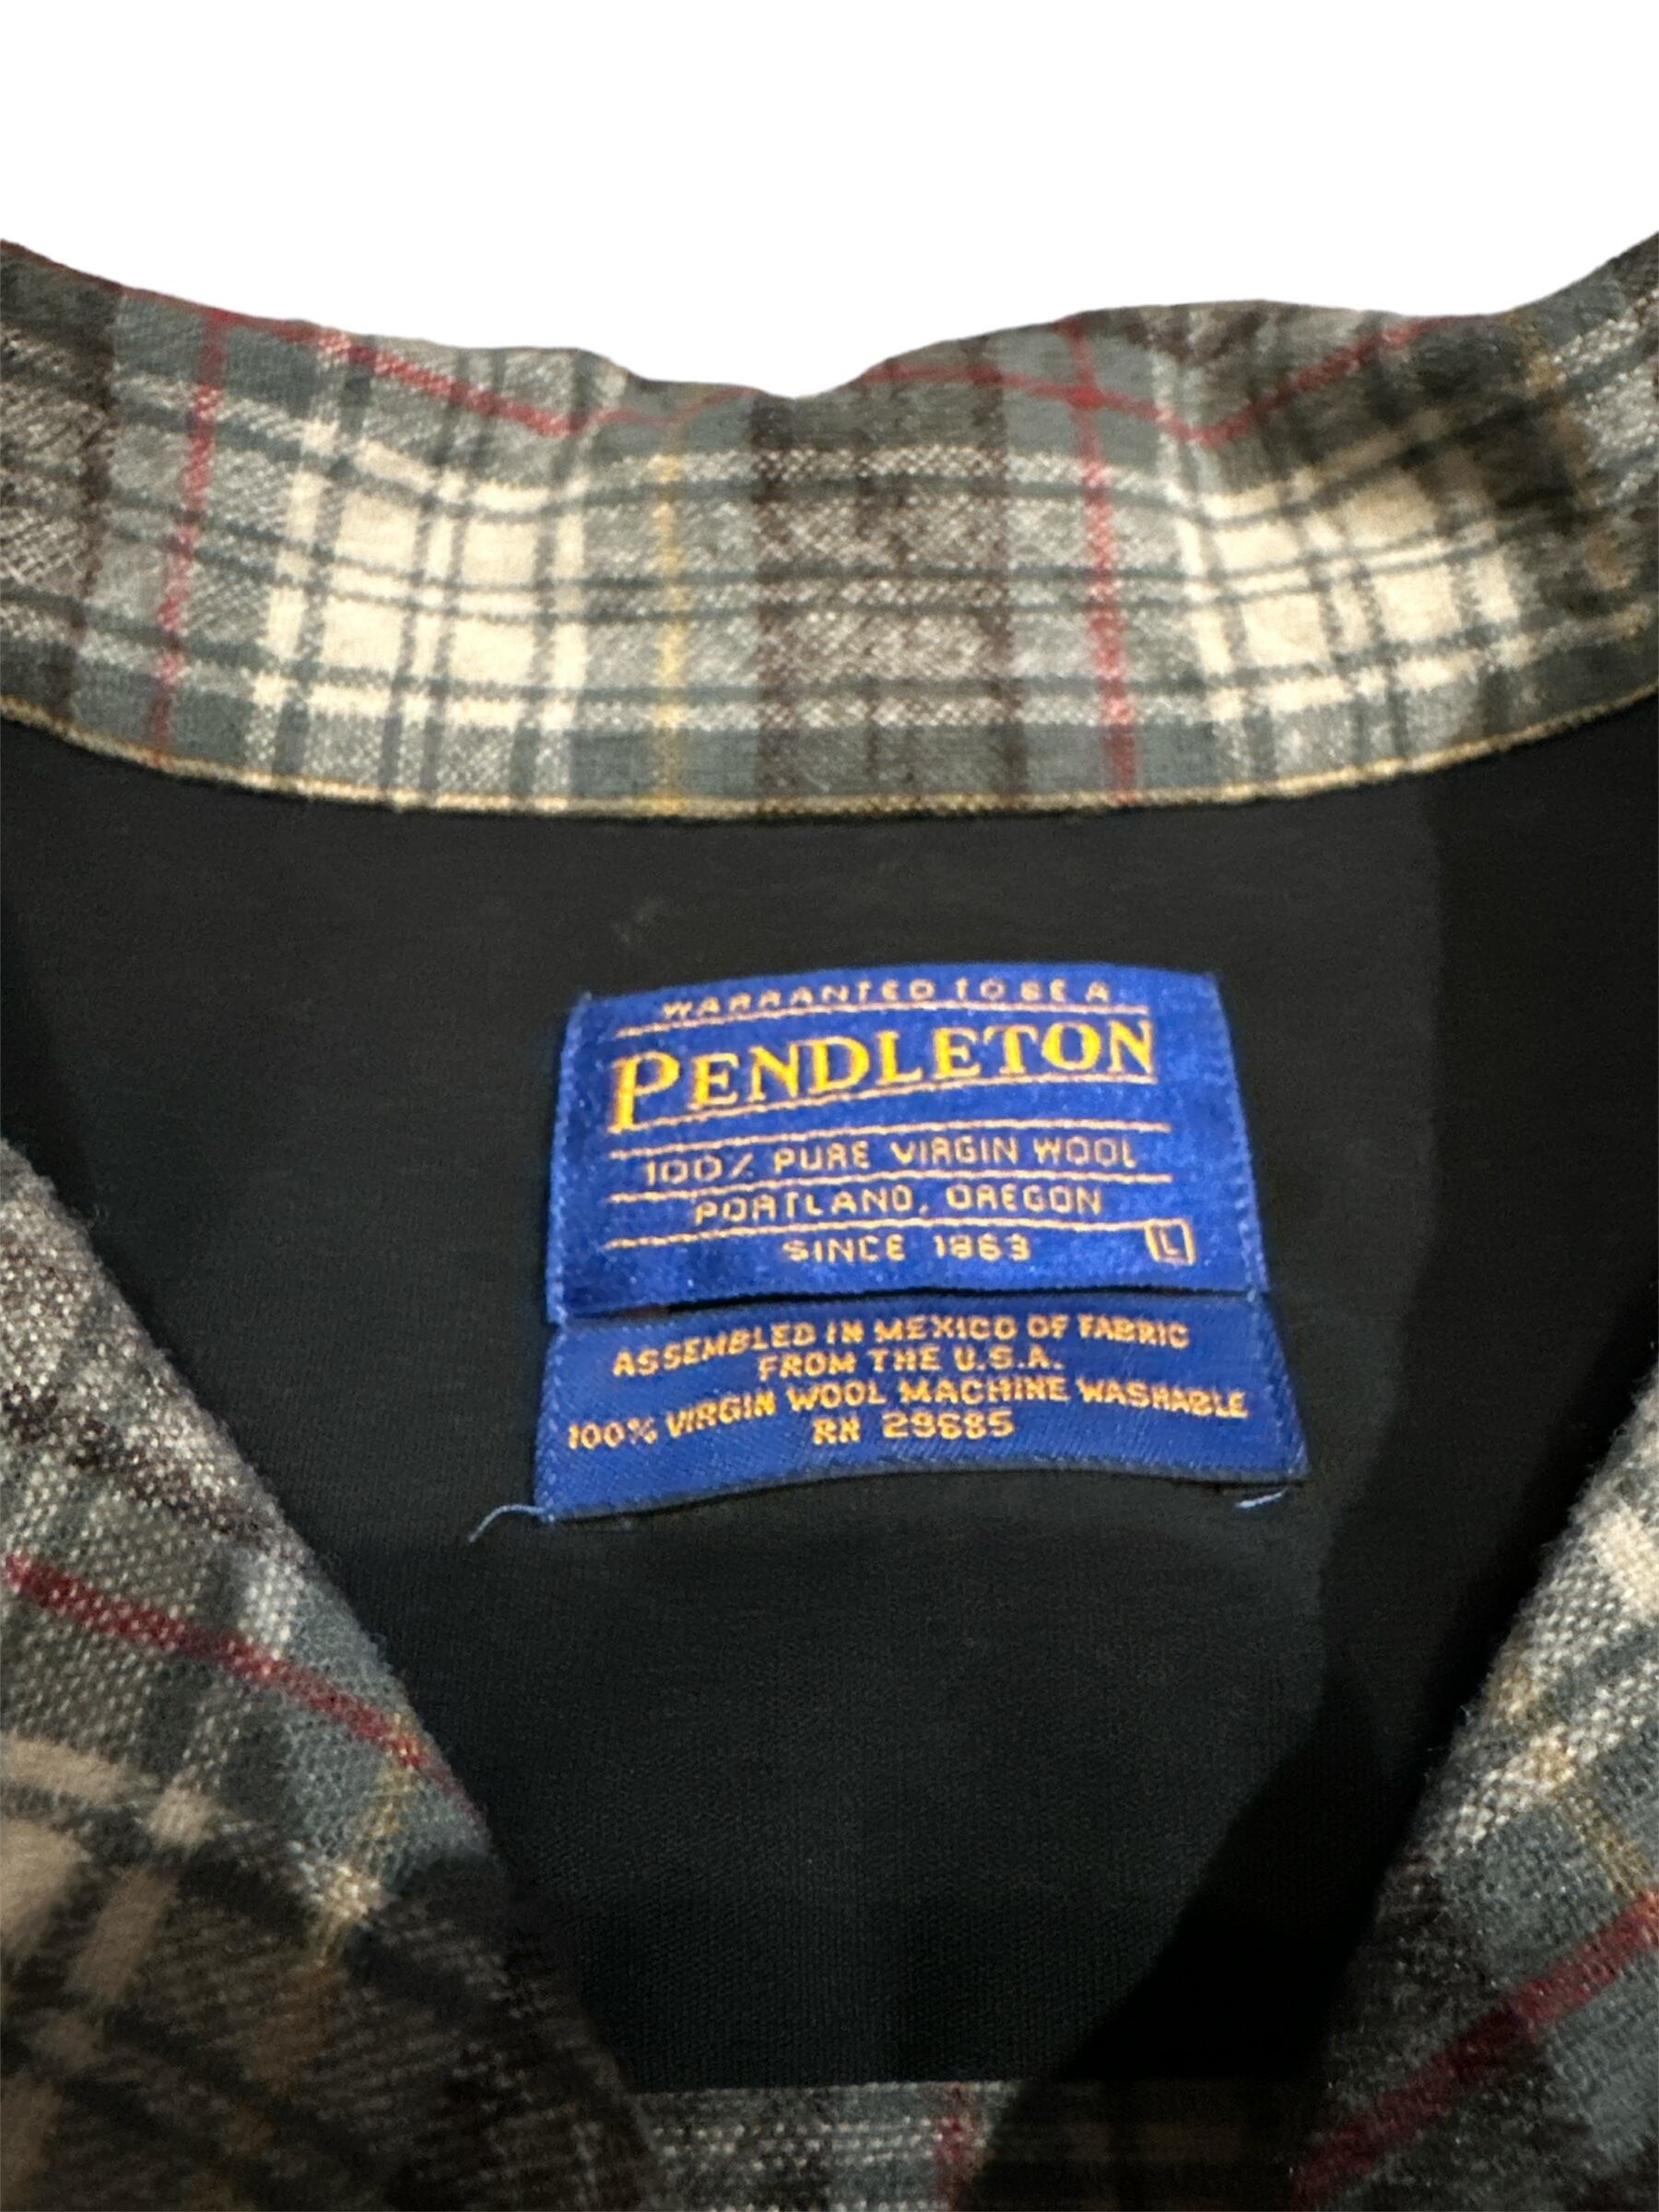 WARRANTED TO BE A
PENDLETON
100% PURE VIRGIN WOOL
PORTLAND, OREGON
SINCE 1863
L
ASSEMBLED IN MEXICO OF FABRIC
FROM THE U.S.A.
100% VIRGIN WOOL MACHINE WASHABLE
RN 29685